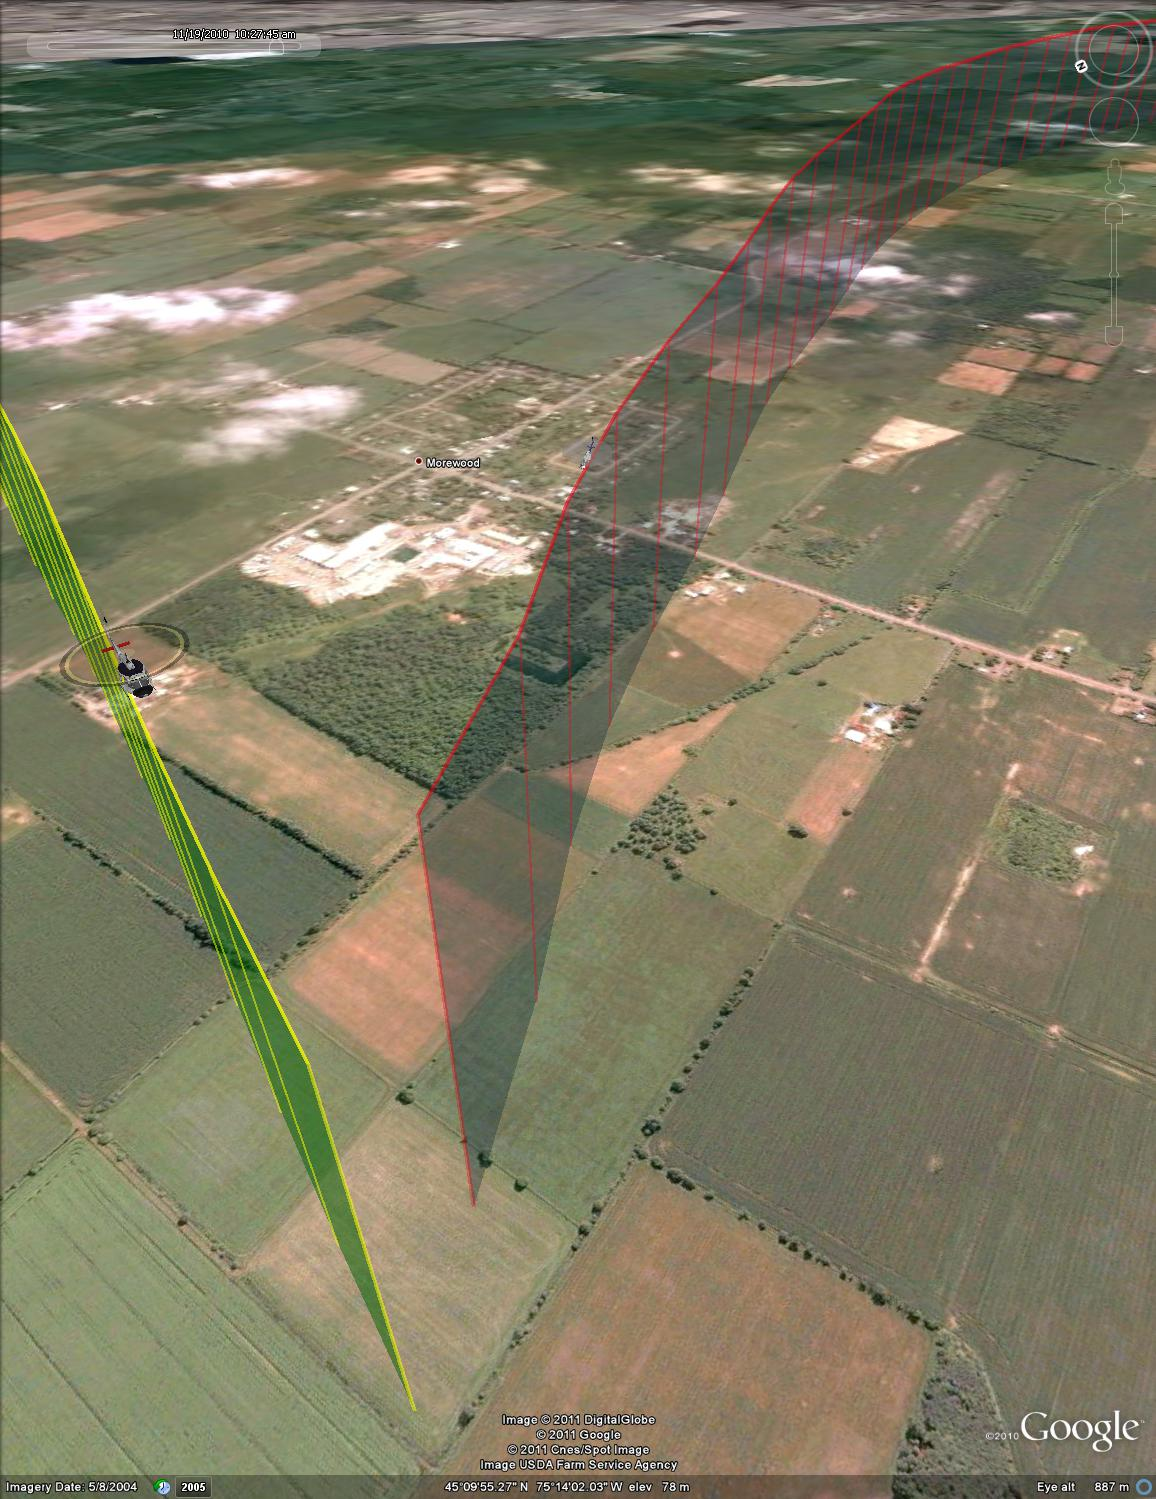 11/19/2010 10:27:45 am
N
Morewood
Image © 2011 DigitalGlobe
© 2011 Google
© 2011 Cnes/Spot Image
Image USDA Farm Service Agency
©2010 Google
Imagery Date: 5/8/2004 2005 45°09'55.27" N 75°14'02.03" W elev 78 m Eye alt 887 m